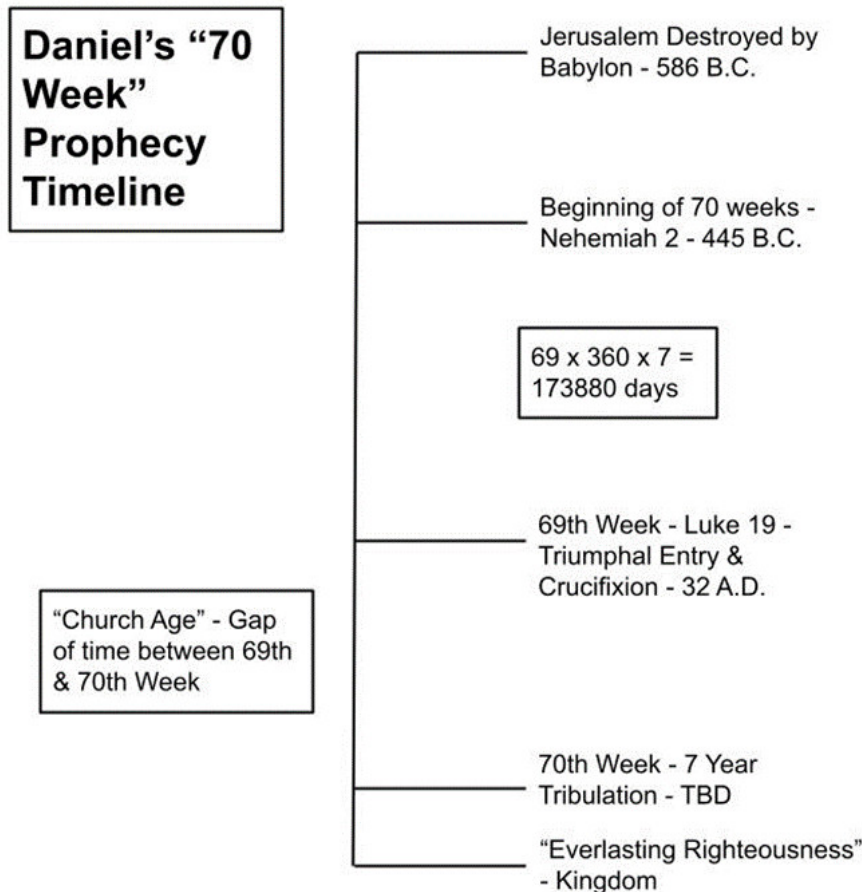 Daniel's "70
Week"
Prophecy
Timeline
Jerusalem Destroyed by
Babylon - 586 B.C.
Beginning of 70 weeks -
Nehemiah 2 - 445 B.C.
69 x 360 x 7 =
173880 days
69th Week - Luke 19 -
Triumphal Entry &
Crucifixion - 32 A.D.
“Church Age” - Gap
of time between 69th
& 70th Week
70th Week - 7 Year
Tribulation - TBD
“Everlasting Righteousness”
- Kingdom